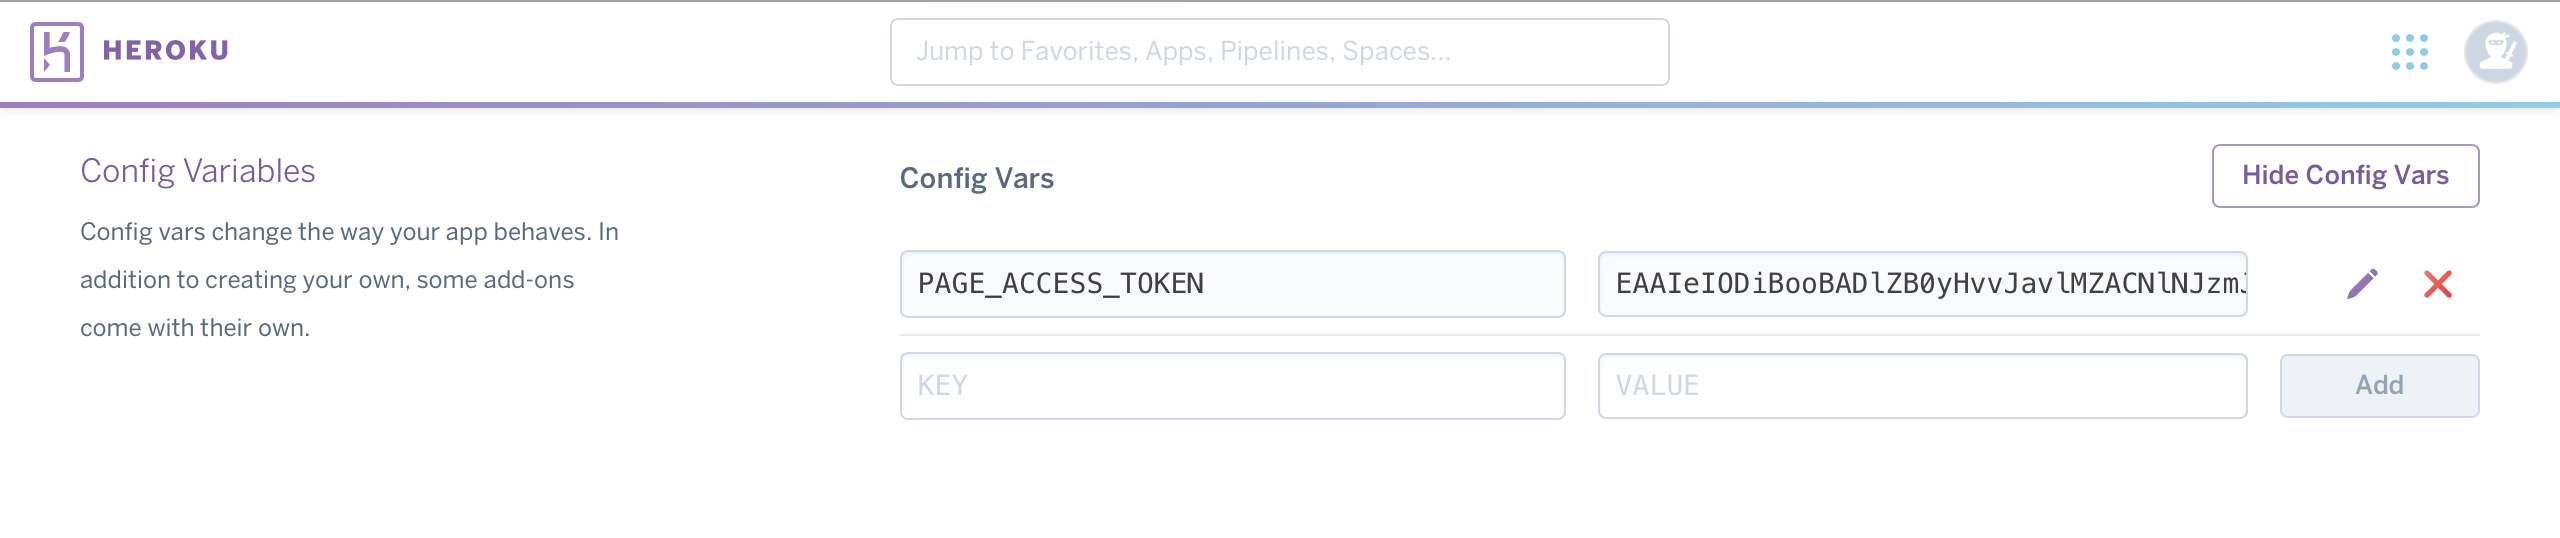 HEROKU
Jump to Favorites, Apps, Pipelines, Spaces...
Config Variables
Config vars change the way your app behaves. In
addition to creating your own, some add-ons
come with their own.
Config Vars
Hide Config Vars
PAGE_ACCESS_TOKEN
EAAIeIODiBooBADlZB0yHvvJavlMZACNlNJzmJ
KEY
VALUE
Add